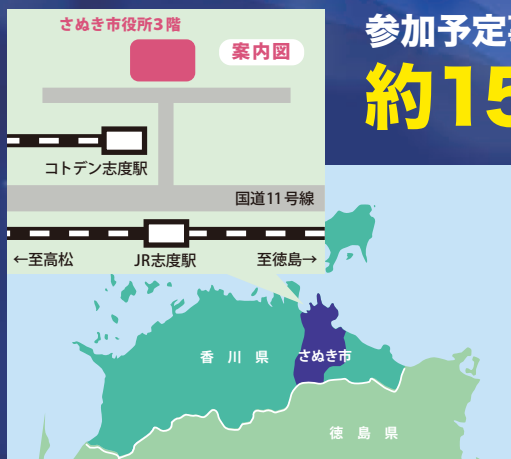 さぬき市役所3階
案内図
コトデン志度駅
国道11号線
←至高松
JR志度駅
至徳島→
参加予定
約15
香川県
さぬき市
徳島県